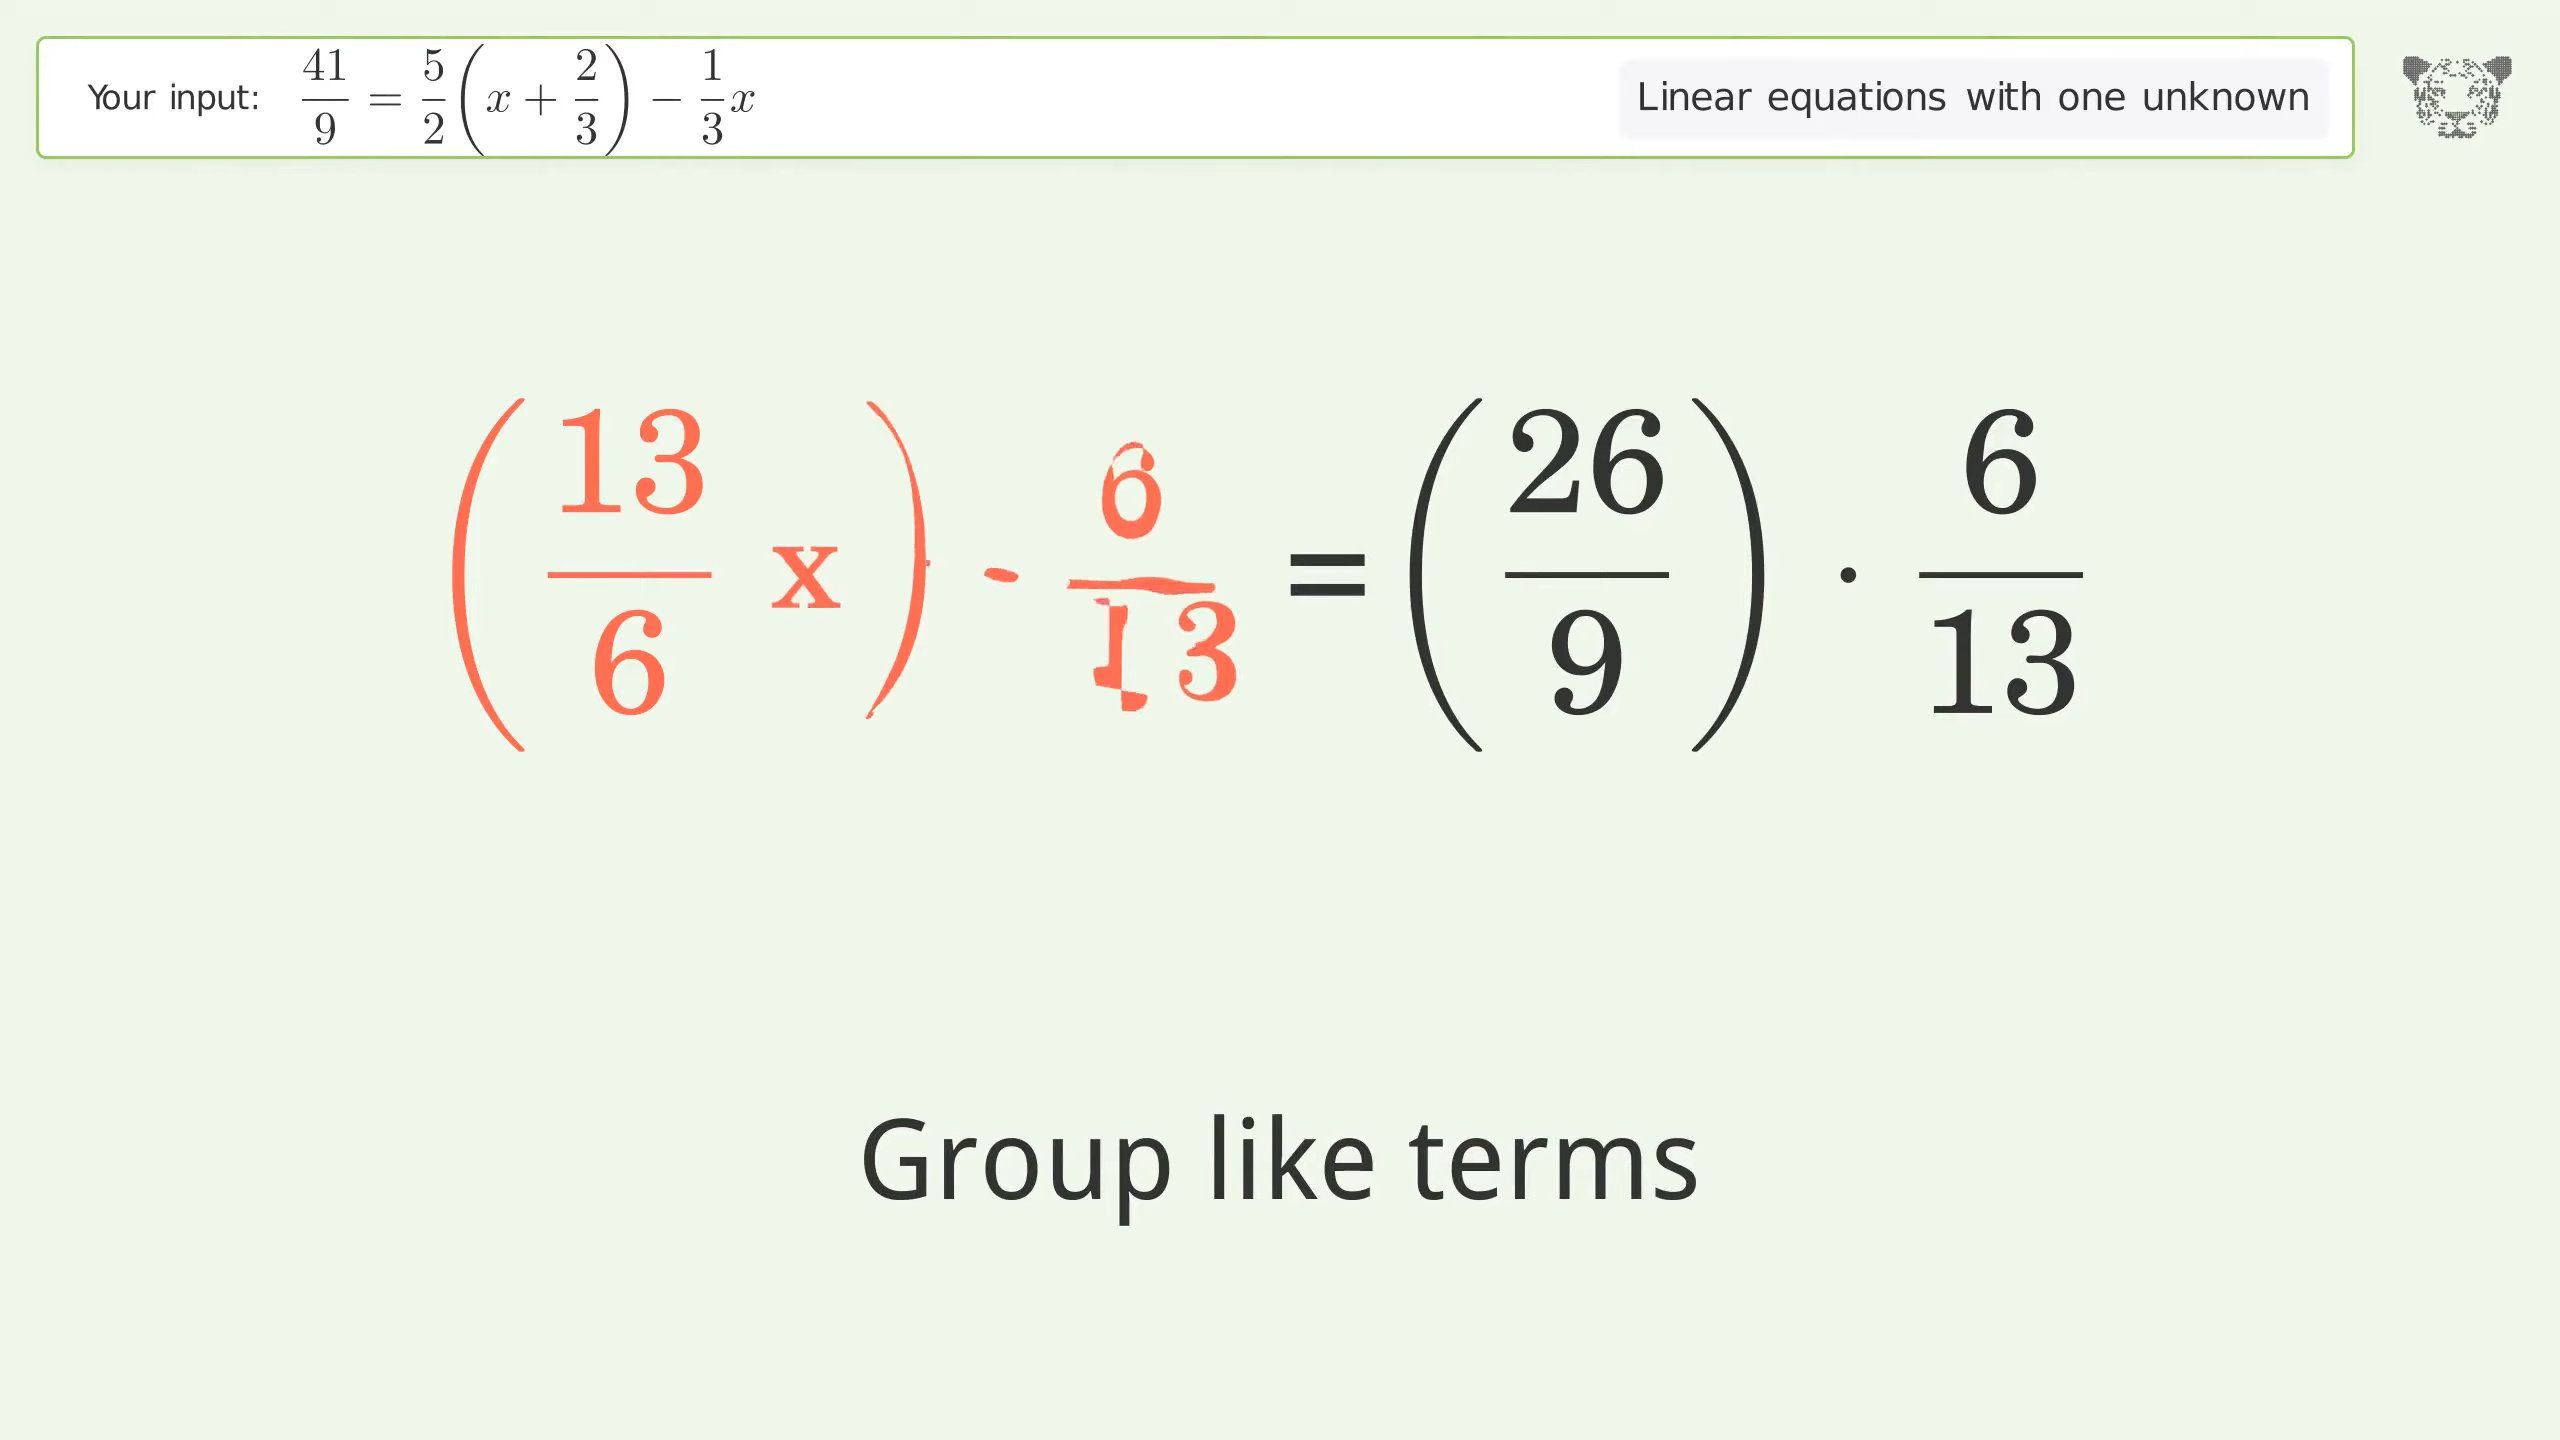 Your input: 41/9 = 5/2(x + 2/3) − 1/3x
Linear equations with one unknown
(13/6 x) - 6/13 = (26/9) · 6/13
Group like terms